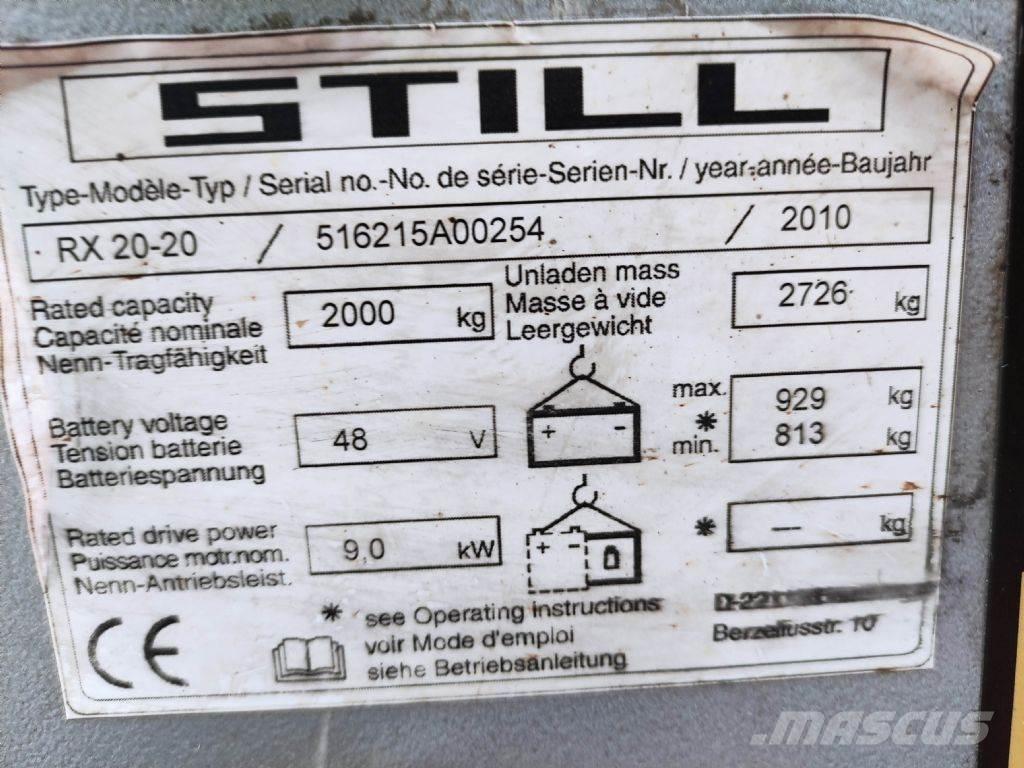 STILL
Type-Modèle-Typ / Serial no.-No. de série-Serien-Nr. / year-année-Baujahr
RX 20-20 / 516215A00254 / 2010
Rated capacity
Capacité nominale
Nenn-Tragfähigkeit
2000 kg
Unladen mass
Masse à vide
Leergewicht
2726 kg
Battery voltage
Tension batterie
Batteriespannung
48 V
+ -
max. 929 kg
*
min. 813 kg
Rated drive power
Puissance motr.nom.
Nenn-Antriebsleist.
9,0 kW
+ -
* — kg
CE
* see Operating instructions
voir Mode d'emploi
siehe Betriebsanleitung
Berzeliusstr. 10
MASCUS